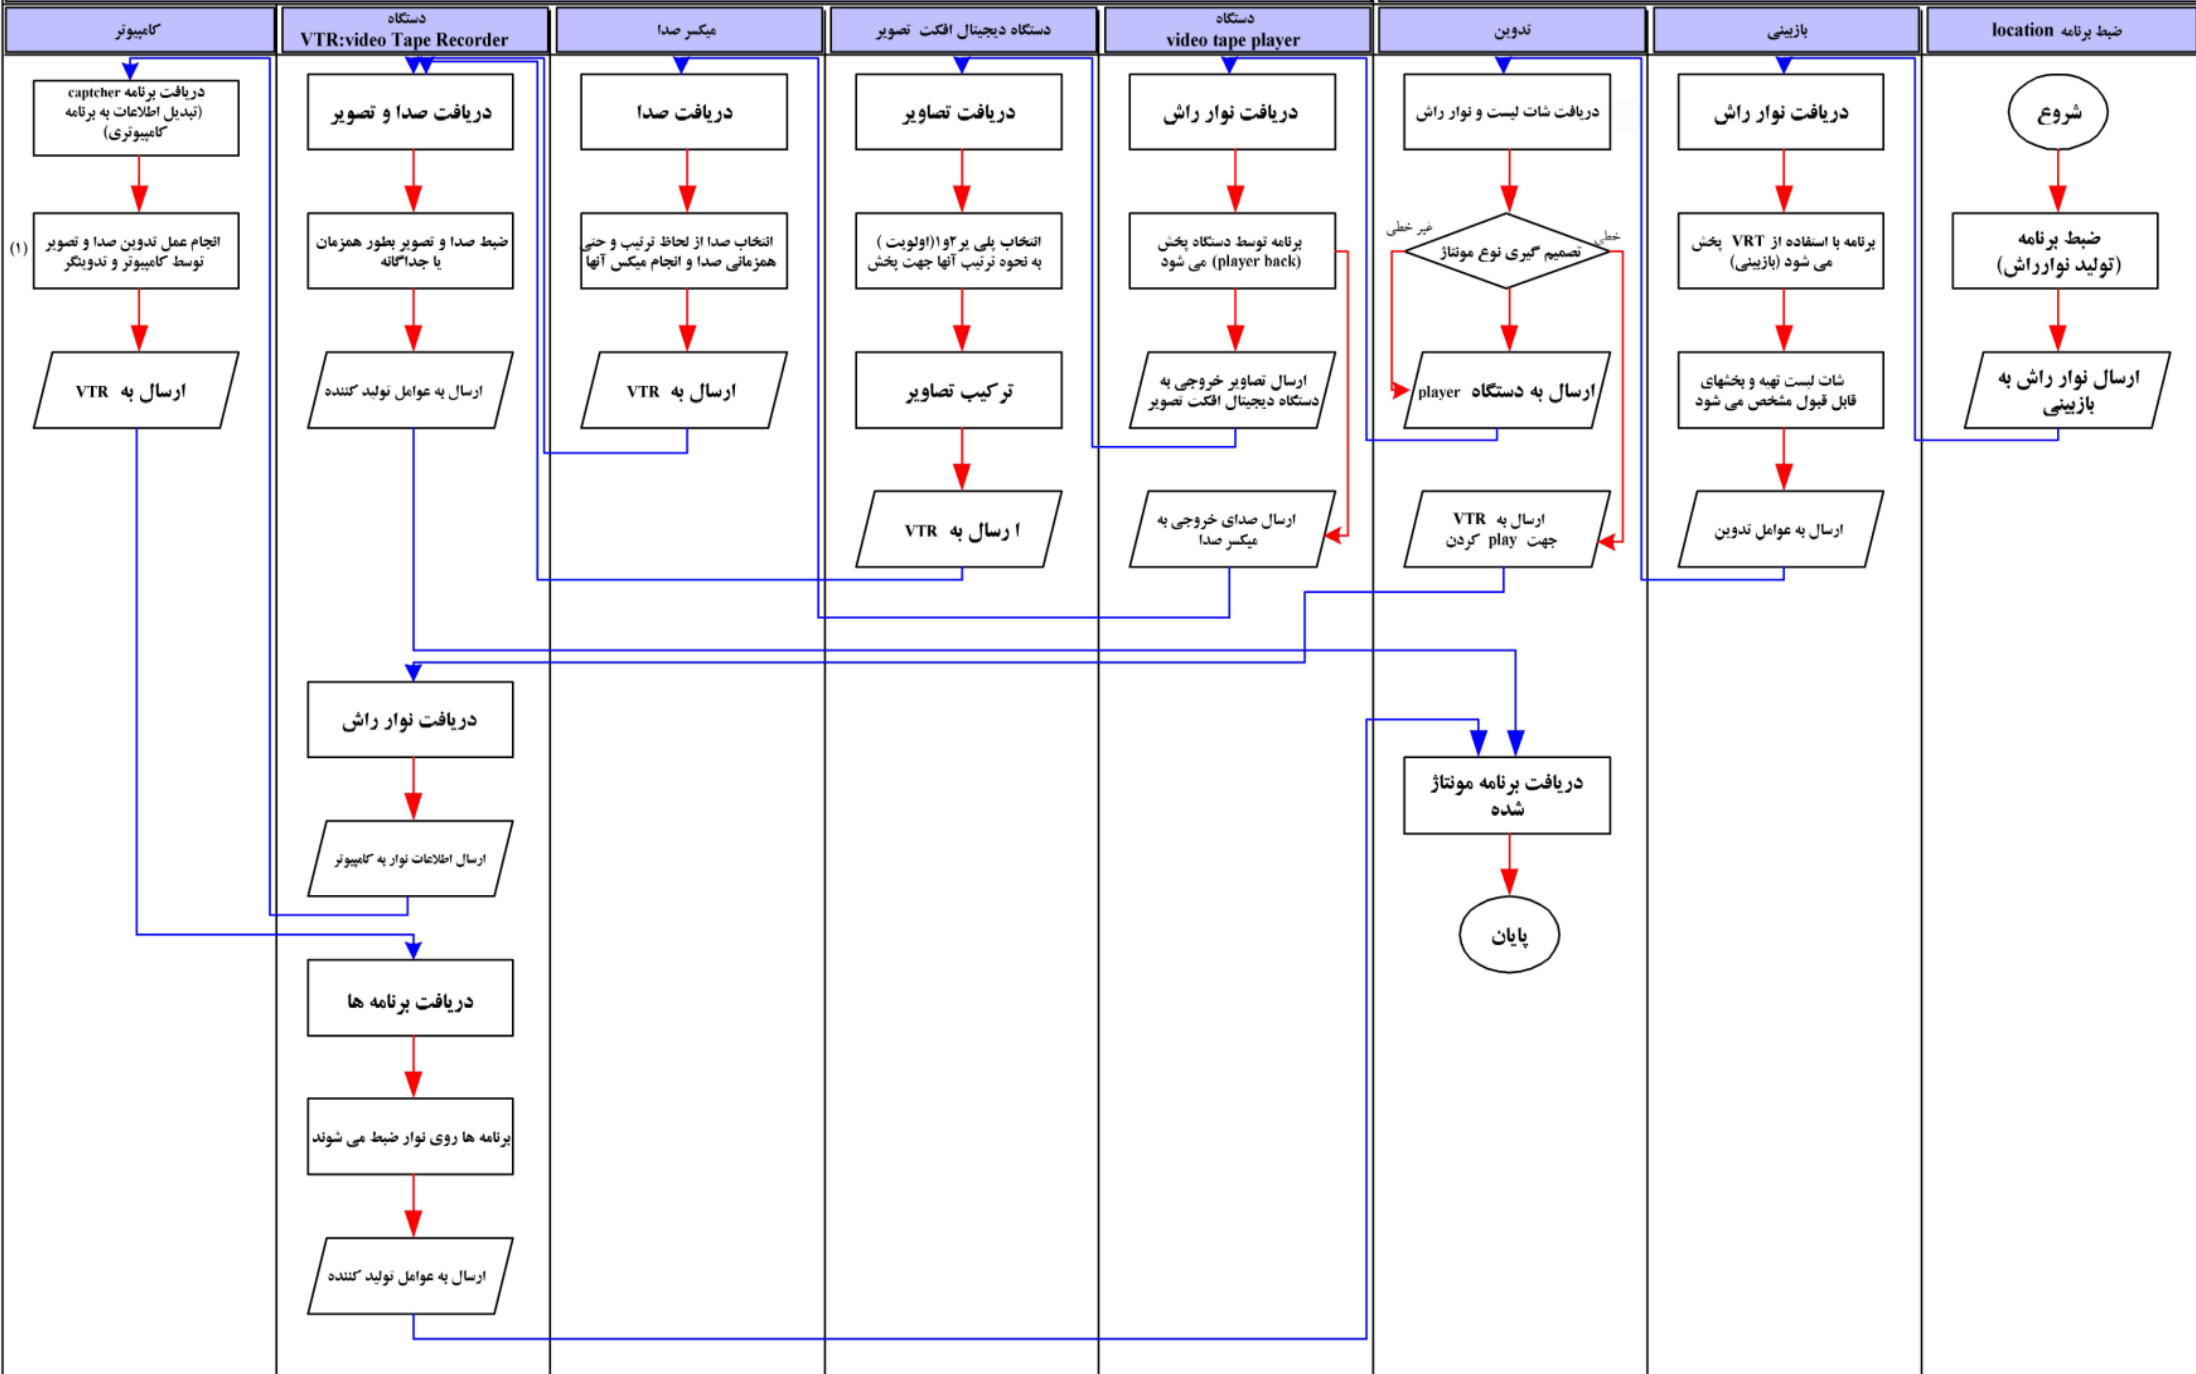 ضبط برنامه location
بازبینی
تدوین
دستگاه
video tape player
دستگاه دیجیتال افکت تصویر
میکسر صدا
دستگاه
VTR:video Tape Recorder
کامپیوتر
شروع
ضبط برنامه
(تولید نوارراش)
ارسال نوار راش به
بازبینی
دریافت نوار راش
برنامه با استفاده از VRT پخش
می شود (بازبینی)
شات لیست تهیه و بخشهای
قابل قبول مشخص می شود
ارسال به عوامل تدوین
دریافت شات لیست و نوار راش
خطی
غیر خطی
تصمیم گیری نوع مونتاژ
ارسال به دستگاه player
ارسال به VTR
جهت play کردن
دریافت برنامه مونتاژ
شده
پایان
دریافت نوار راش
برنامه توسط دستگاه پخش
(player back) می شود
ارسال تصاویر خروجی به
دستگاه دیجیتال افکت تصویر
ارسال صدای خروجی به
میکسر صدا
دریافت تصاویر
انتخاب پلی یر ۲و۱(اولویت )
به نحوه ترتیب آنها جهت پخش
ترکیب تصاویر
ا رسال به VTR
دریافت صدا
انتخاب صدا از لحاظ ترتیب و حتی
همزمانی صدا و انجام میکس آنها
ارسال به VTR
دریافت صدا و تصویر
ضبط صدا و تصویر بطور همزمان
یا جداگانه
ارسال به عوامل تولید کننده
دریافت نوار راش
ارسال اطلاعات نوار به کامپیوتر
دریافت برنامه ها
برنامه ها روی نوار ضبط می شوند
ارسال به عوامل تولید کننده
دریافت برنامه captcher
(تبدیل اطلاعات به برنامه
کامپیوتری)
انجام عمل تدوین صدا و تصویر
توسط کامپیوتر و تدوینگر
(۱)
ارسال به VTR